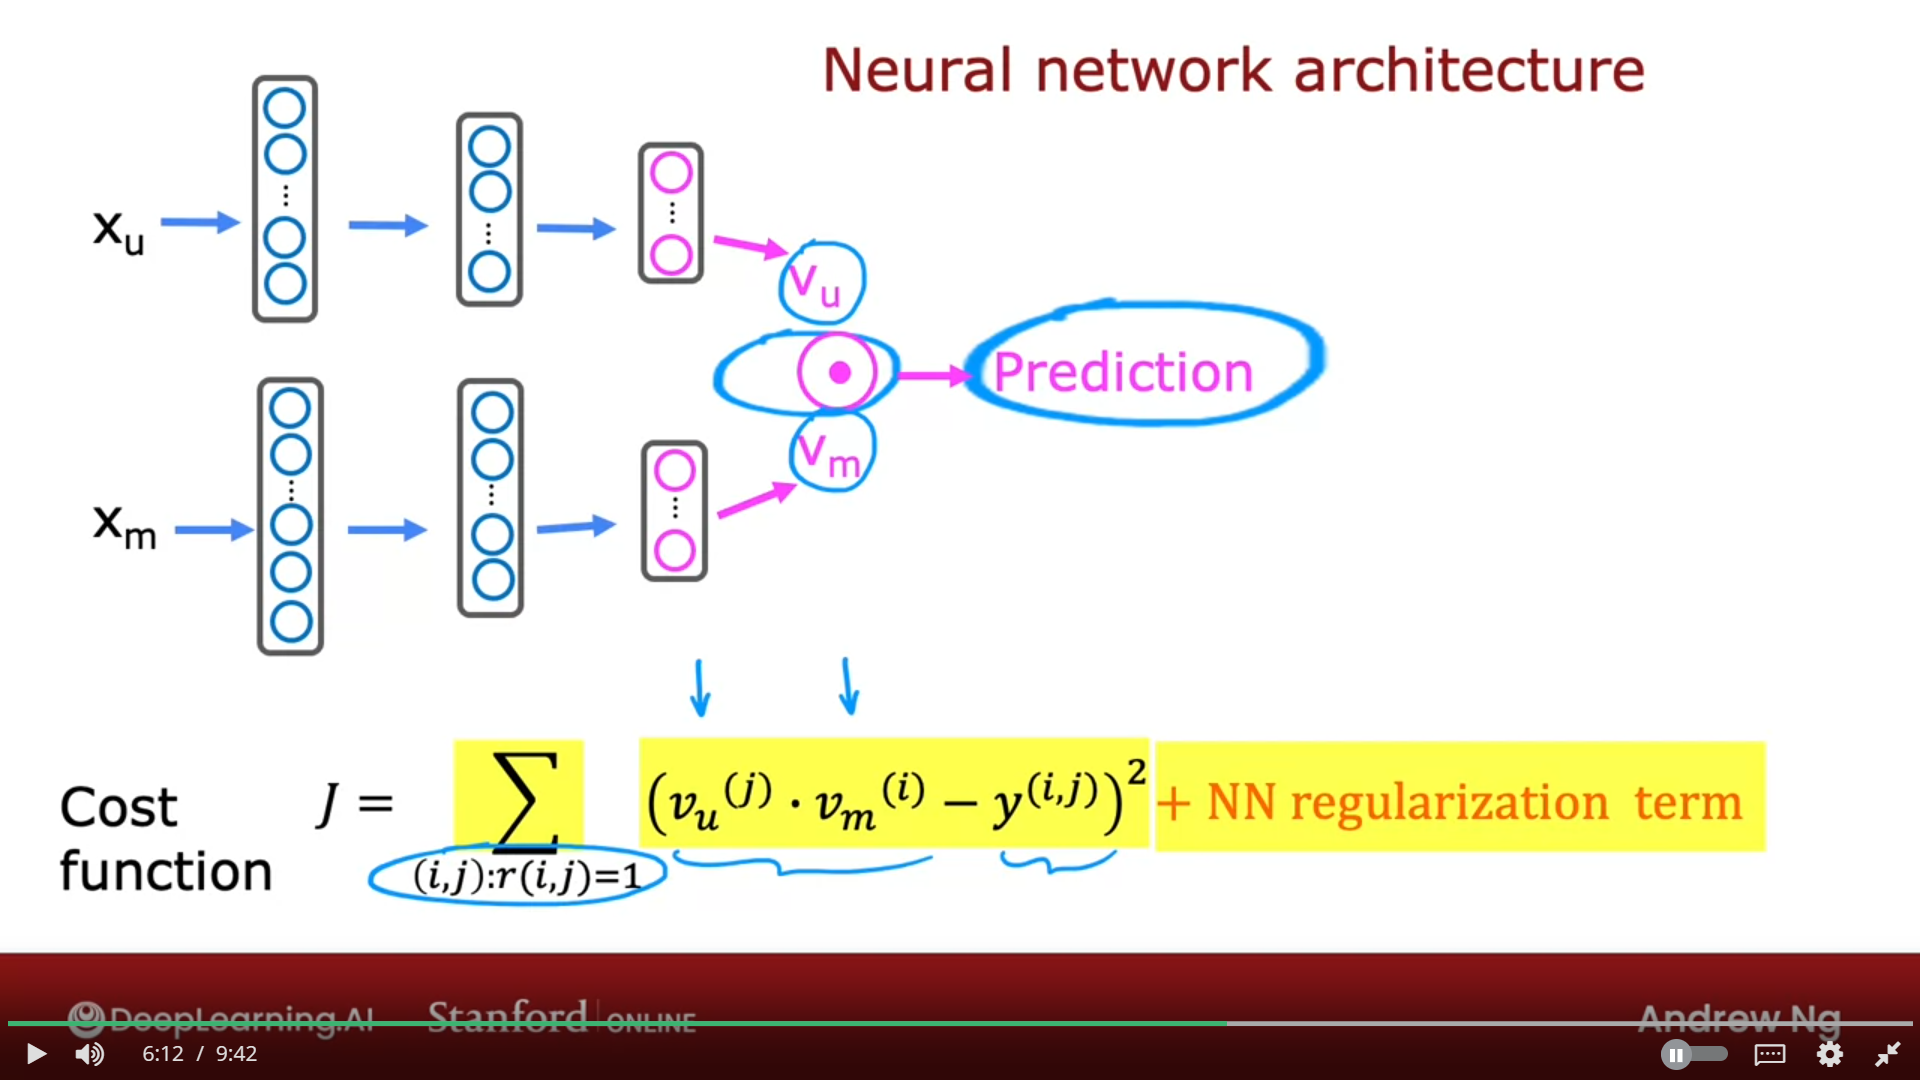 Neural network architecture
xᵤ
vᵤ
Prediction
vₘ
xₘ
Cost function
J = ∑ (vᵤ⁽ʲ⁾ · vₘ⁽ⁱ⁾ − y⁽ⁱ,ʲ⁾)² + NN regularization term
(i,j):r(i,j)=1
DeepLearning.AI Stanford | ONLINE Andrew Ng
6:12 / 9:42